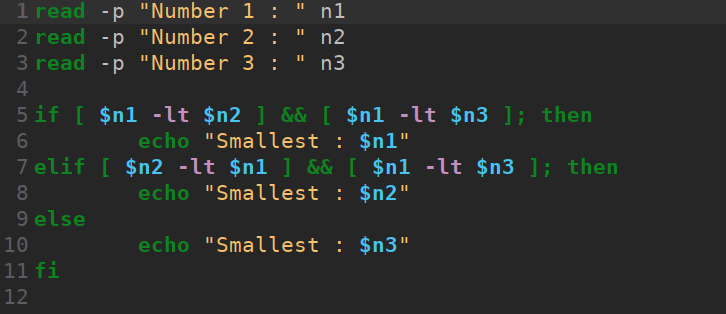 1 read -p "Number 1 : " n1
2 read -p "Number 2 : " n2
3 read -p "Number 3 : " n3
4
5 if [ $n1 -lt $n2 ] && [ $n1 -lt $n3 ]; then
6         echo "Smallest : $n1"
7 elif [ $n2 -lt $n1 ] && [ $n1 -lt $n3 ]; then
8         echo "Smallest : $n2"
9 else
10         echo "Smallest : $n3"
11 fi
12